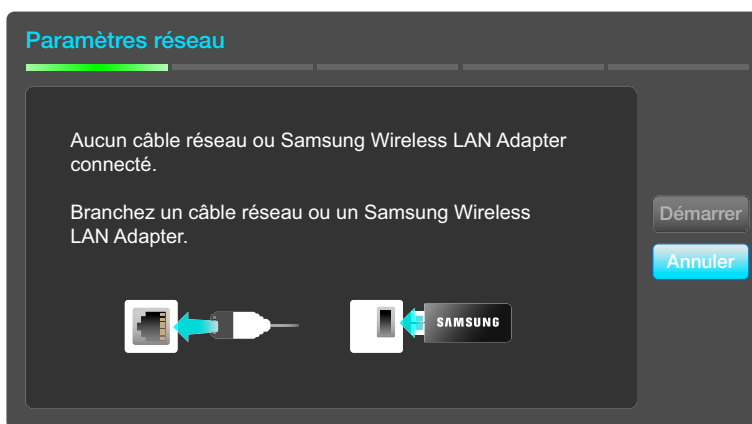 Paramètres réseau
Aucun câble réseau ou Samsung Wireless LAN Adapter
connecté.
Branchez un câble réseau ou un Samsung Wireless
LAN Adapter.
Démarrer
Annuler
SAMSUNG